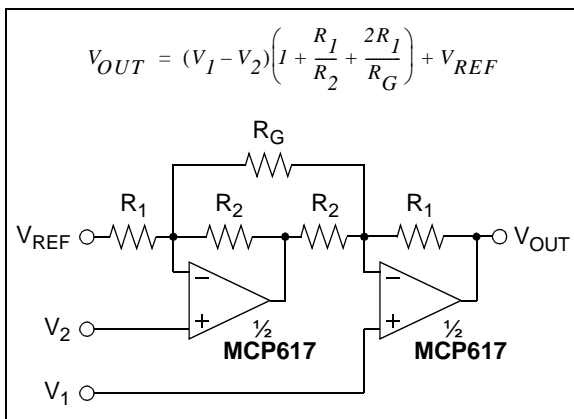 V_OUT = (V_1 – V_2)(1 + R_1/R_2 + 2R_1/R_G) + V_REF
R_G
R_1 R_2 R_2 R_1
V_REF V_OUT
– –
+ +
V_2
½ ½
MCP617 MCP617
V_1